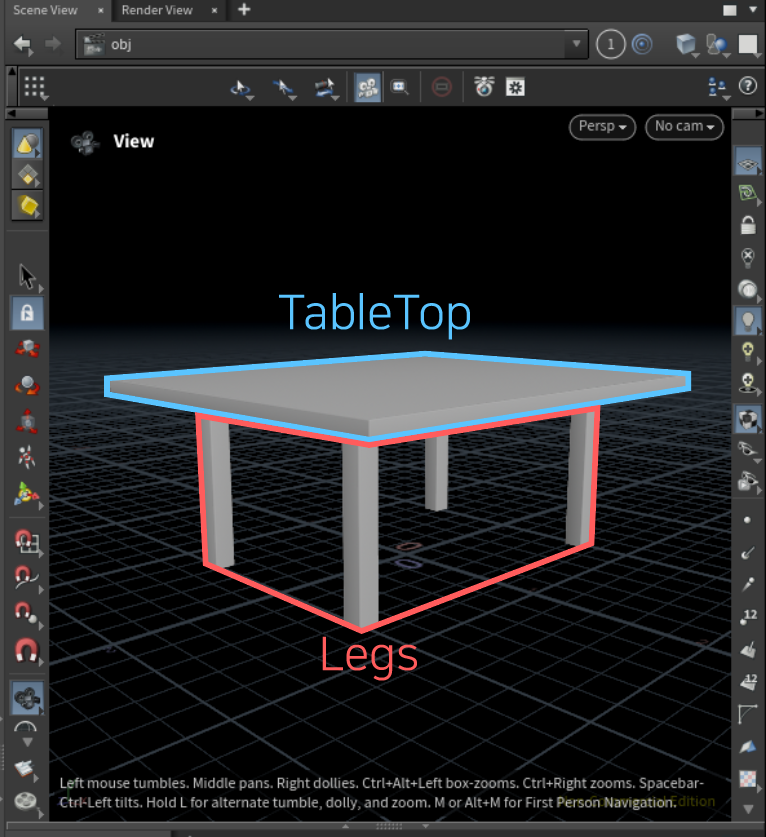 Scene View × Render View × +
obj
1
View
Persp
No cam
TableTop
Legs
12
12
Left mouse tumbles. Middle pans. Right dollies. Ctrl+Alt+Left box-zooms. Ctrl+Right zooms. Spacebar-
Ctrl-Left tilts. Hold L for alternate tumble, dolly, and zoom. M or Alt+M for First Person Navigation.
Edition